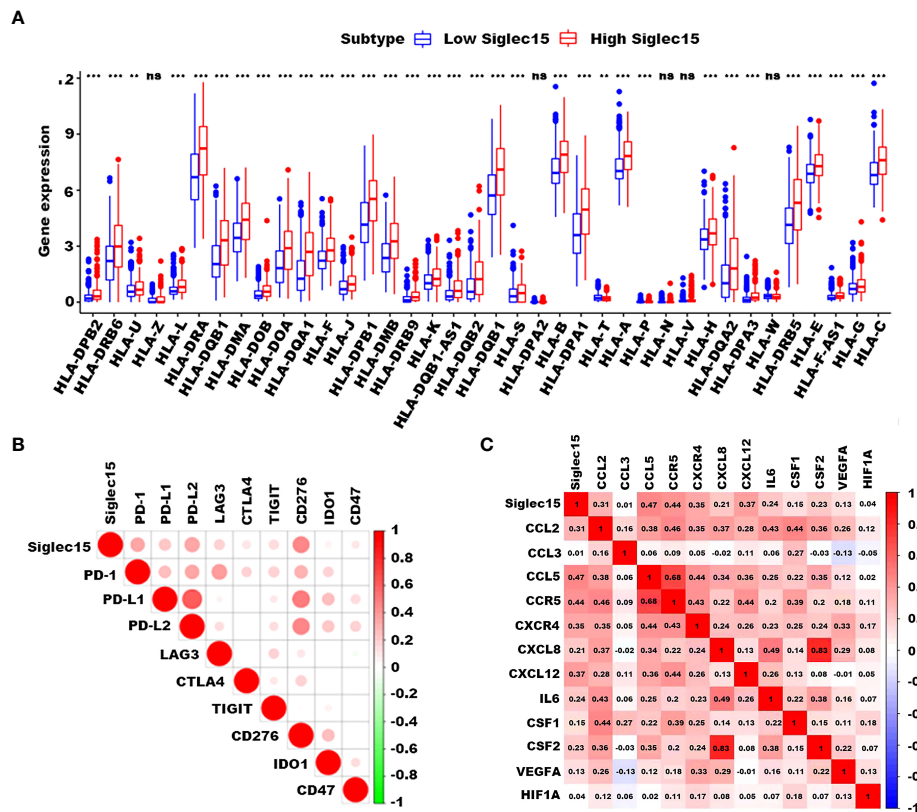 A
Subtype Low Siglec15 High Siglec15
*** *** ** ns *** *** *** *** *** *** *** *** *** *** *** *** *** *** *** *** *** ns *** *** ** *** *** ns ns *** *** *** ns *** *** *** *** ***
Gene expression
12
9
6
3
0
HLA-DPB2
HLA-DRB6
HLA-U
HLA-Z
HLA-L
HLA-DRA
HLA-DQB1
HLA-DMA
HLA-DOB
HLA-DOA
HLA-DQA1
HLA-F
HLA-J
HLA-DPB1
HLA-DMB
HLA-DRB9
HLA-K
HLA-DQB1-AS1
HLA-DQB2
HLA-DQB1
HLA-S
HLA-DPA2
HLA-B
HLA-DPA1
HLA-T
HLA-A
HLA-P
HLA-N
HLA-V
HLA-H
HLA-DQA2
HLA-DPA3
HLA-W
HLA-DRB5
HLA-E
HLA-F-AS1
HLA-G
HLA-C
B
Siglec15 PD-1 PD-L1 PD-L2 LAG3 CTLA4 TIGIT CD276 IDO1 CD47
Siglec15
PD-1
PD-L1
PD-L2
LAG3
CTLA4
TIGIT
CD276
IDO1
CD47
1
0.8
0.6
0.4
0.2
0
-0.2
-0.4
-0.6
-0.8
-1
C
Siglec15 CCL2 CCL3 CCL5 CCR5 CXCR4 CXCL8 CXCL12 IL6 CSF1 CSF2 VEGFA HIF1A
Siglec15 1 0.31 0.01 0.47 0.44 0.35 0.21 0.37 0.24 0.15 0.23 0.13 0.04
CCL2 0.31 1 0.16 0.38 0.46 0.35 0.37 0.28 0.43 0.44 0.36 0.26 0.12
CCL3 0.01 0.16 1 0.06 0.09 0.05 -0.02 0.11 0.06 0.27 -0.03 -0.13 -0.05
CCL5 0.47 0.38 0.06 1 0.68 0.44 0.34 0.36 0.25 0.22 0.35 0.12 0.02
CCR5 0.44 0.46 0.09 0.68 1 0.43 0.22 0.44 0.2 0.39 0.2 0.18 0.11
CXCR4 0.35 0.35 0.05 0.44 0.43 1 0.24 0.26 0.23 0.25 0.24 0.33 0.17
CXCL8 0.21 0.37 -0.02 0.34 0.22 0.24 1 0.13 0.49 0.14 0.83 0.29 0.08
CXCL12 0.37 0.28 0.11 0.36 0.44 0.26 0.13 1 0.26 0.13 0.08 -0.01 0.05
IL6 0.24 0.43 0.06 0.25 0.2 0.23 0.49 0.26 1 0.22 0.38 0.16 0.07
CSF1 0.15 0.44 0.27 0.22 0.39 0.25 0.14 0.13 0.22 1 0.15 0.11 0.18
CSF2 0.23 0.36 -0.03 0.35 0.2 0.24 0.83 0.08 0.38 0.15 1 0.22 0.07
VEGFA 0.13 0.26 -0.13 0.12 0.18 0.33 0.29 -0.01 0.16 0.11 0.22 1 0.13
HIF1A 0.04 0.12 0.06 0.02 0.11 0.17 0.08 0.05 0.07 0.18 0.07 0.13 1